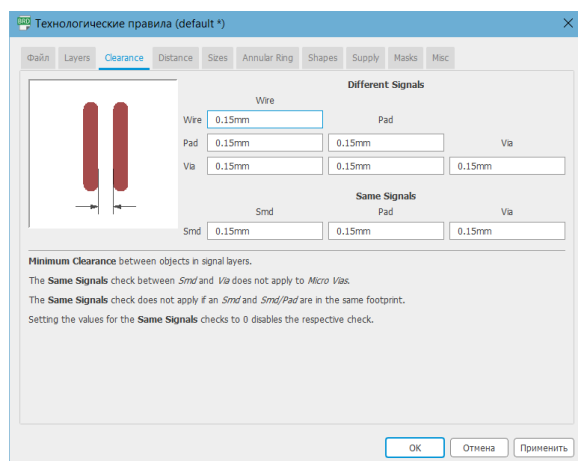 BRD Технологические правила (default *)
Файл Layers Clearance Distance Sizes Annular Ring Shapes Supply Masks Misc
Different Signals
Wire
Wire 0.15mm Pad
Pad 0.15mm 0.15mm Via
Via 0.15mm 0.15mm 0.15mm
Same Signals
Smd Pad Via
Smd 0.15mm 0.15mm 0.15mm
Minimum Clearance between objects in signal layers.
The Same Signals check between Smd and Via does not apply to Micro Vias.
The Same Signals check does not apply if an Smd and Smd/Pad are in the same footprint.
Setting the values for the Same Signals checks to 0 disables the respective check.
OK Отмена Применить